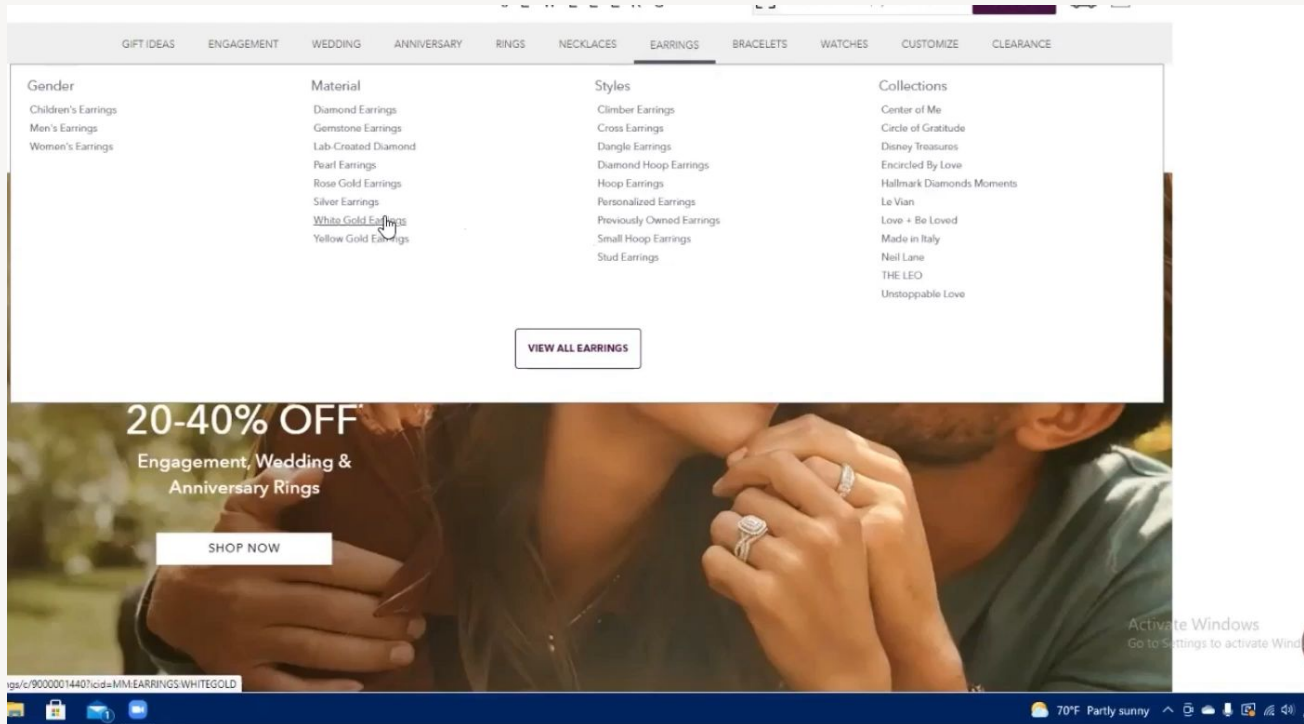 GIFT IDEAS ENGAGEMENT WEDDING ANNIVERSARY RINGS NECKLACES EARRINGS BRACELETS WATCHES CUSTOMIZE CLEARANCE
Gender
Children's Earrings
Men's Earrings
Women's Earrings
Material
Diamond Earrings
Gemstone Earrings
Lab-Created Diamond
Pearl Earrings
Rose Gold Earrings
Silver Earrings
White Gold Earrings
Yellow Gold Earrings
Styles
Climber Earrings
Cross Earrings
Dangle Earrings
Diamond Hoop Earrings
Hoop Earrings
Personalized Earrings
Previously Owned Earrings
Small Hoop Earrings
Stud Earrings
Collections
Center of Me
Circle of Gratitude
Disney Treasures
Encircled By Love
Hallmark Diamonds Moments
Le Vian
Love + Be Loved
Made in Italy
Neil Lane
THE LEO
Unstoppable Love
VIEW ALL EARRINGS
20-40% OFF*
Engagement, Wedding &
Anniversary Rings
SHOP NOW
Activate Windows
Go to Settings to activate Wind
ngs/c/9000001440?icid=MM:EARRINGS:WHITEGOLD
1
70°F Partly sunny